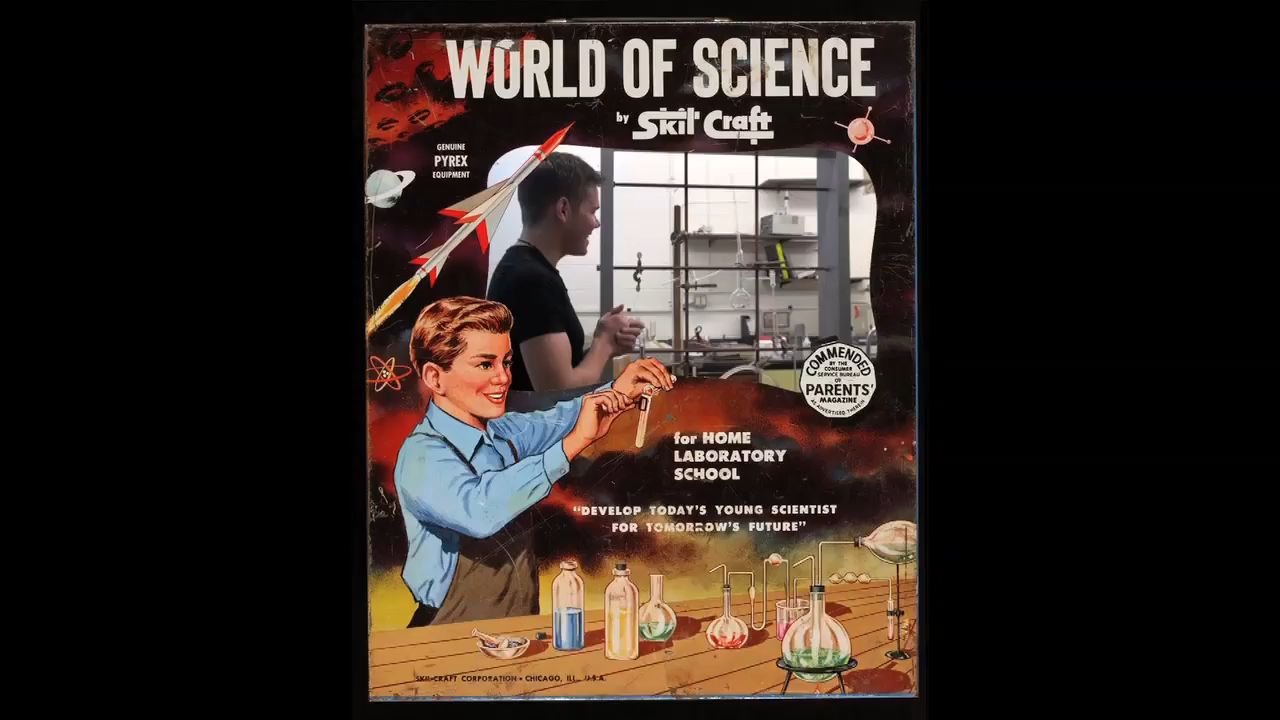 WORLD OF SCIENCE
by Skil Craft
GENUINE
PYREX
EQUIPMENT
COMMENDED
BY THE
CONSUMER
SERVICE BUREAU
OF
PARENTS'
MAGAZINE
AS ADVERTISED THEREIN
for HOME
LABORATORY
SCHOOL
"DEVELOP TODAY'S YOUNG SCIENTIST
FOR TOMORROW'S FUTURE"
SKIL-CRAFT CORPORATION • CHICAGO, ILL., U.S.A.